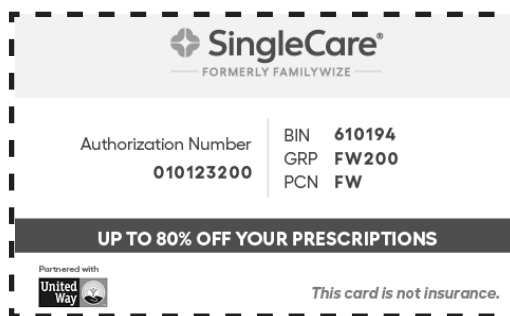 SingleCare®
FORMERLY FAMILYWIZE
Authorization Number
010123200
BIN 610194
GRP FW200
PCN FW
UP TO 80% OFF YOUR PRESCRIPTIONS
Partnered with
United
Way
This card is not insurance.